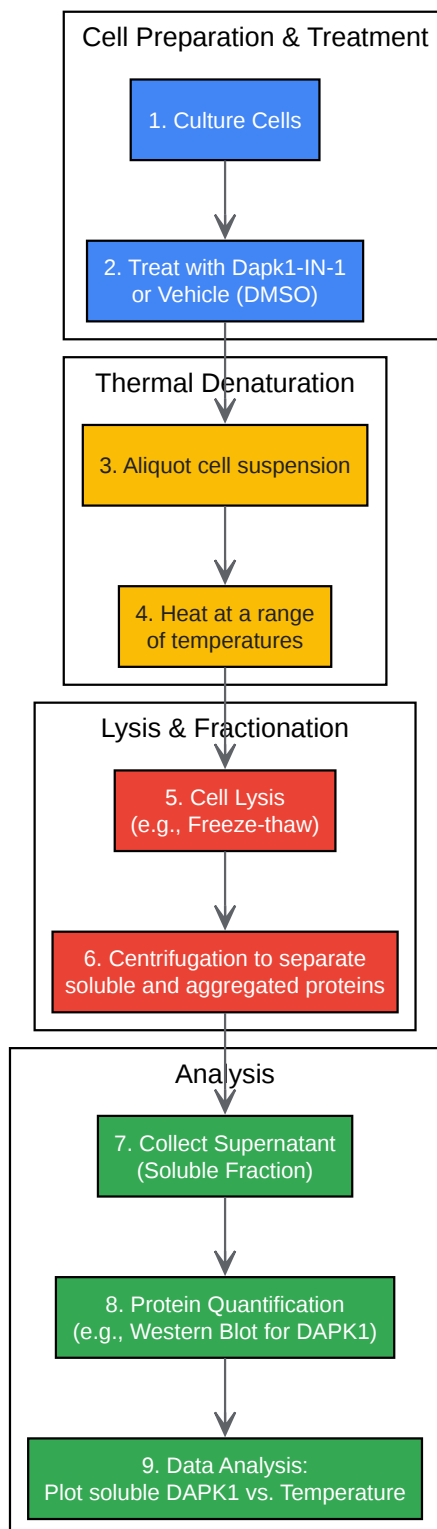 Cell Preparation & Treatment
1. Culture Cells
2. Treat with Dapk1-IN-1
or Vehicle (DMSO)
Thermal Denaturation
3. Aliquot cell suspension
4. Heat at a range
of temperatures
Lysis & Fractionation
5. Cell Lysis
(e.g., Freeze-thaw)
6. Centrifugation to separate
soluble and aggregated proteins
Analysis
7. Collect Supernatant
(Soluble Fraction)
8. Protein Quantification
(e.g., Western Blot for DAPK1)
9. Data Analysis:
Plot soluble DAPK1 vs. Temperature